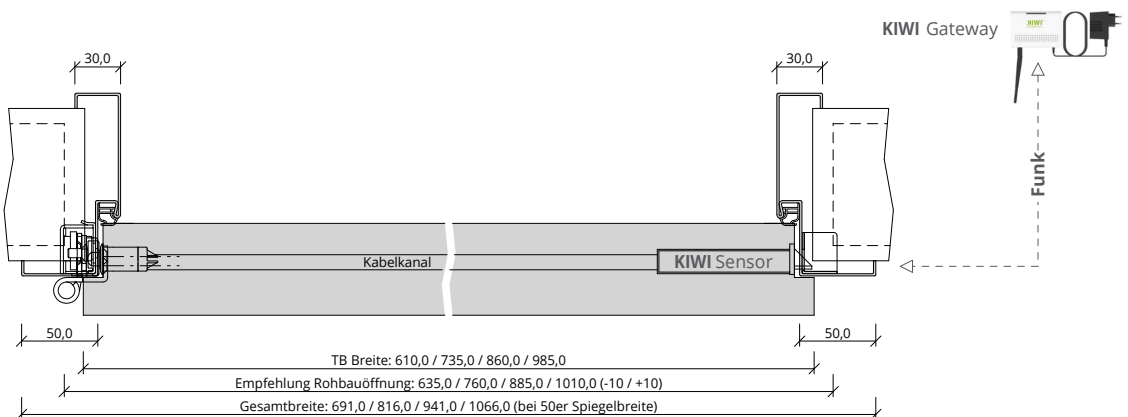 KIWI Gateway
KIWI
30,0
30,0
Funk
Kabelkanal
KIWI Sensor
50,0
50,0
TB Breite: 610,0 / 735,0 / 860,0 / 985,0
Empfehlung Rohbauöffnung: 635,0 / 760,0 / 885,0 / 1010,0 (-10 / +10)
Gesamtbreite: 691,0 / 816,0 / 941,0 / 1066,0 (bei 50er Spiegelbreite)